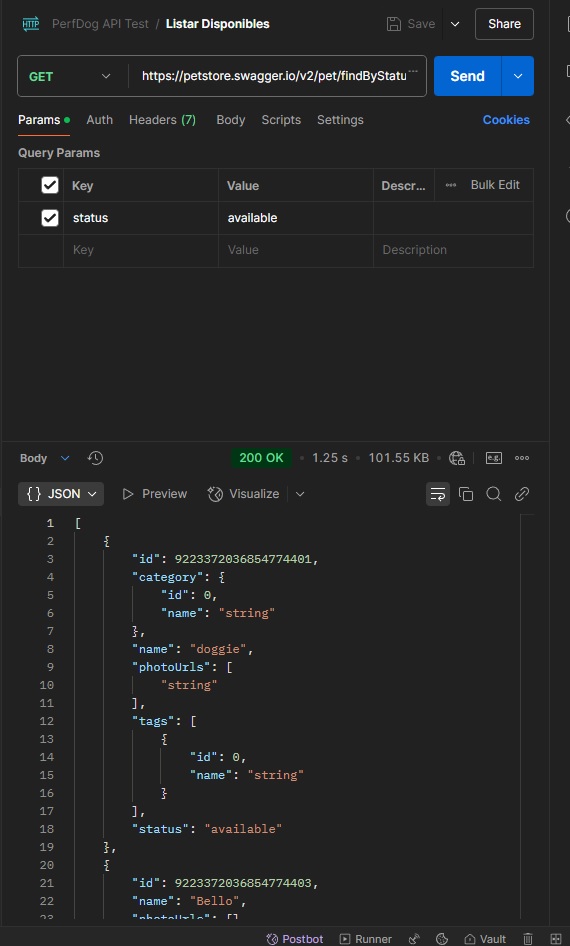 HTTP PerfDog API Test / Listar Disponibles Save Share
GET https://petstore.swagger.io/v2/pet/findByStatu... Send
Params Auth Headers (7) Body Scripts Settings Cookies
Query Params
Key Value Descr... Bulk Edit
status available
Key Value Description
Body 200 OK • 1.25 s • 101.55 KB • e.g.
{} JSON Preview Visualize
1 [
2 {
3 "id": 9223372036854774401,
4 "category": {
5 "id": 0,
6 "name": "string"
7 },
8 "name": "doggie",
9 "photoUrls": [
10 "string"
11 ],
12 "tags": [
13 {
14 "id": 0,
15 "name": "string"
16 }
17 ],
18 "status": "available"
19 },
20 {
21 "id": 9223372036854774403,
22 "name": "Bello",
23 "photoUrls": [],
Postbot Runner Vault